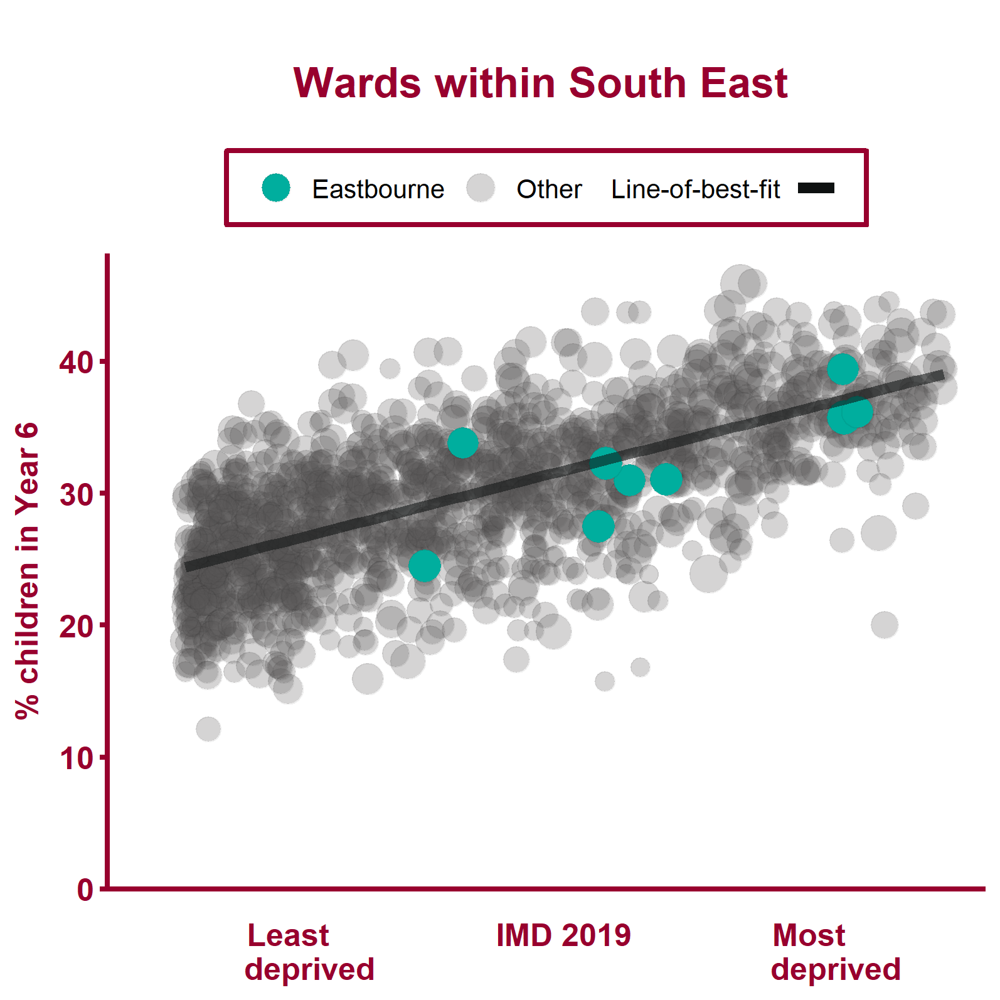 Wards within South East
Eastbourne Other Line-of-best-fit
% children in Year 6
40
30
20
10
0
Least deprived
IMD 2019
Most deprived